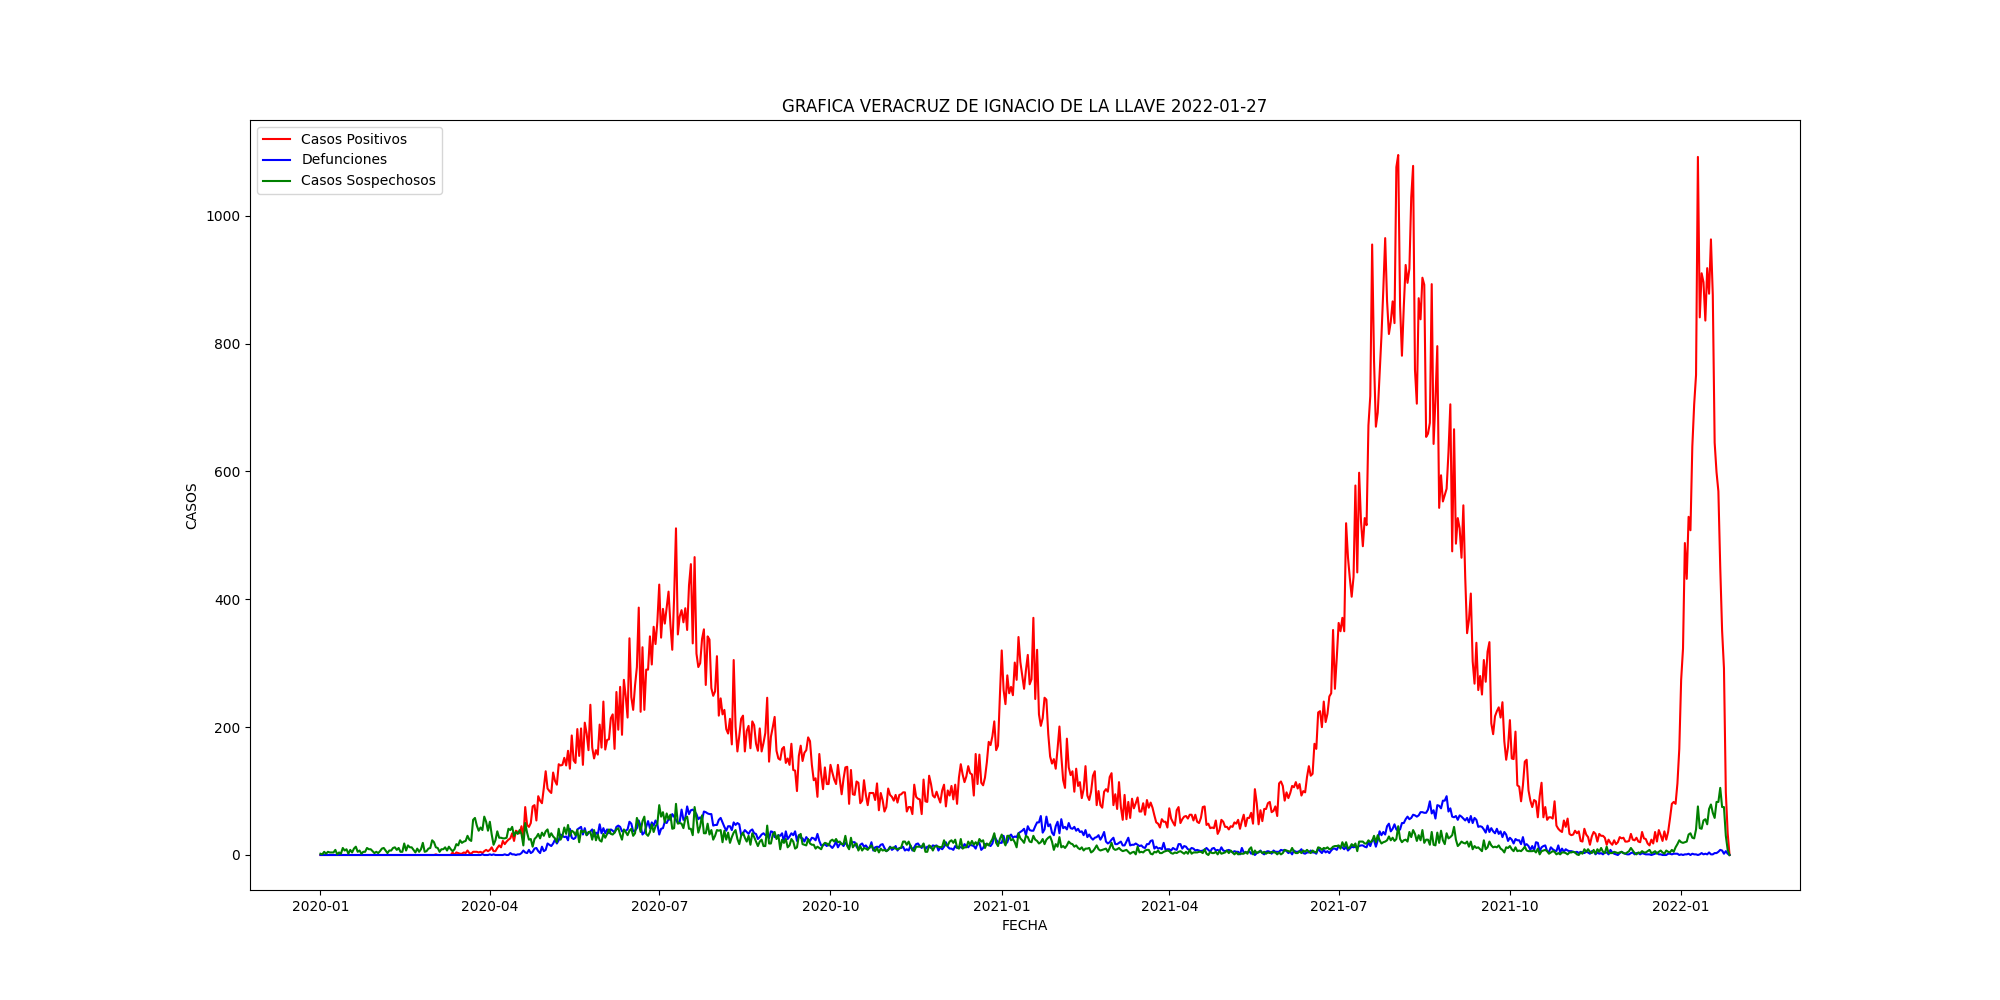 GRAFICA VERACRUZ DE IGNACIO DE LA LLAVE 2022-01-27
Casos Positivos
Defunciones
Casos Sospechosos
1000
800
600
400
200
0
CASOS
2020-01 2020-04 2020-07 2020-10 2021-01 2021-04 2021-07 2021-10 2022-01
FECHA